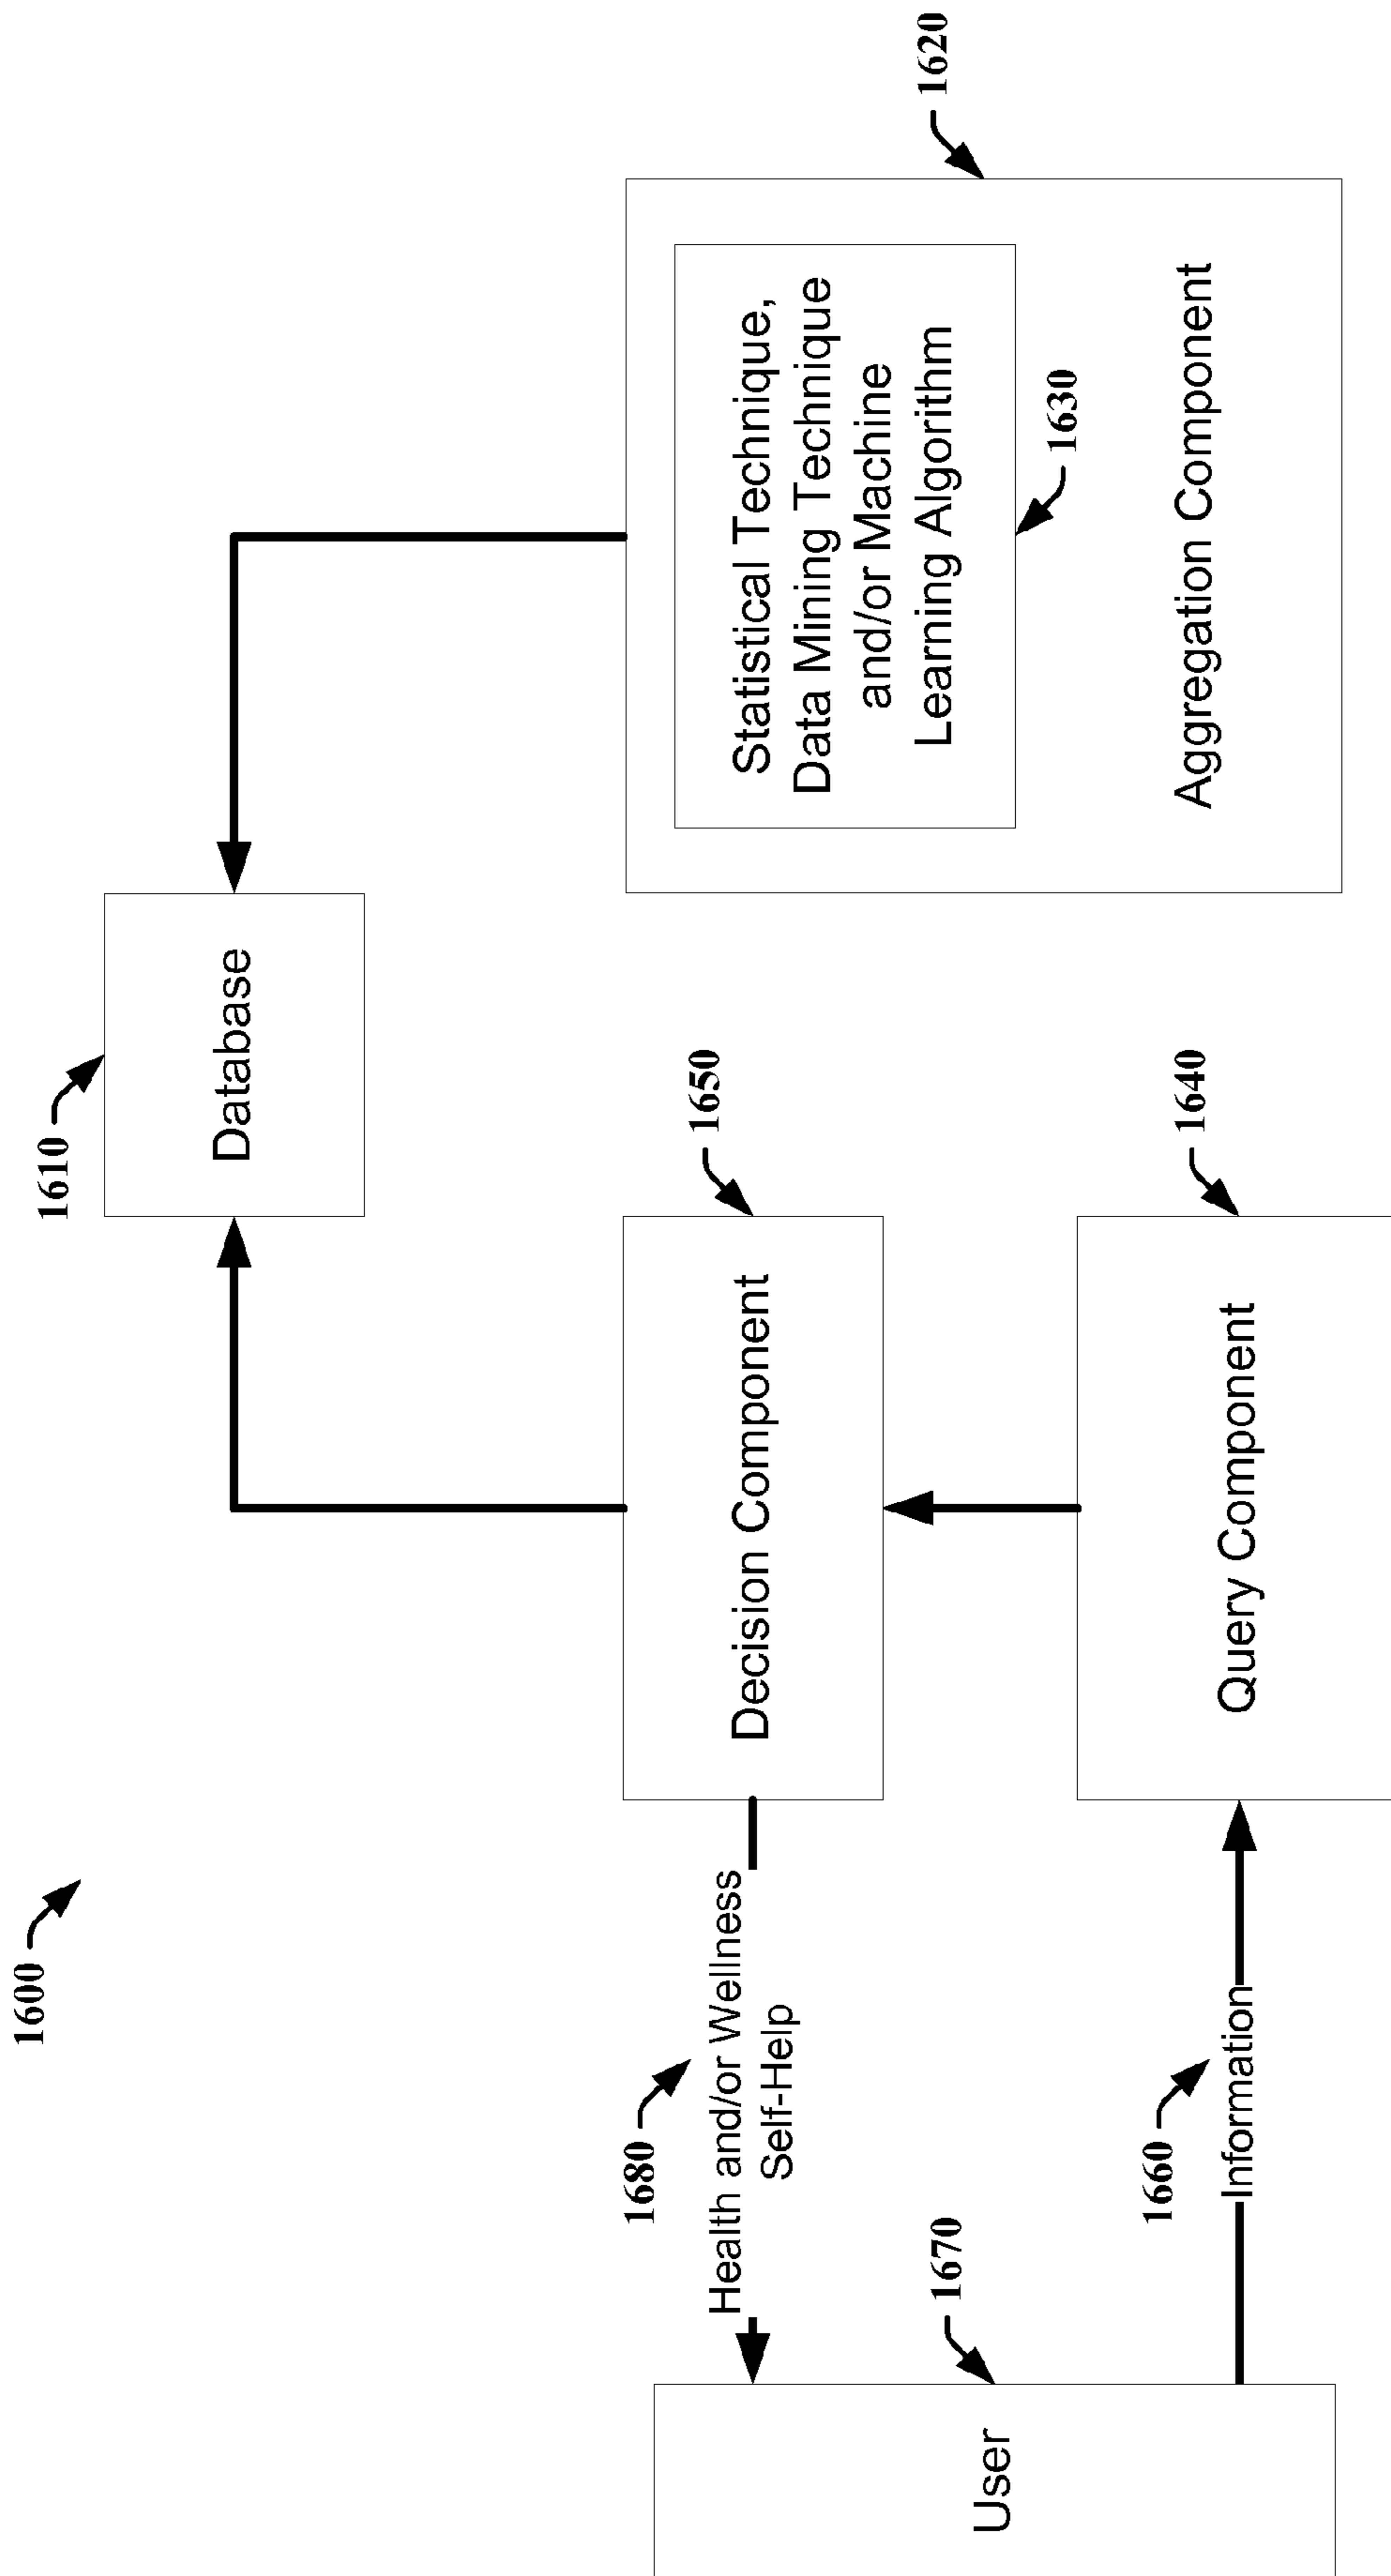 1600
1610
Database
1680
Health and/or Wellness
Self-Help
Decision Component
1650
Statistical Technique,
Data Mining Technique
and/or Machine
Learning Algorithm
1630
Aggregation Component
1620
User
1670
1660
Information
Query Component
1640